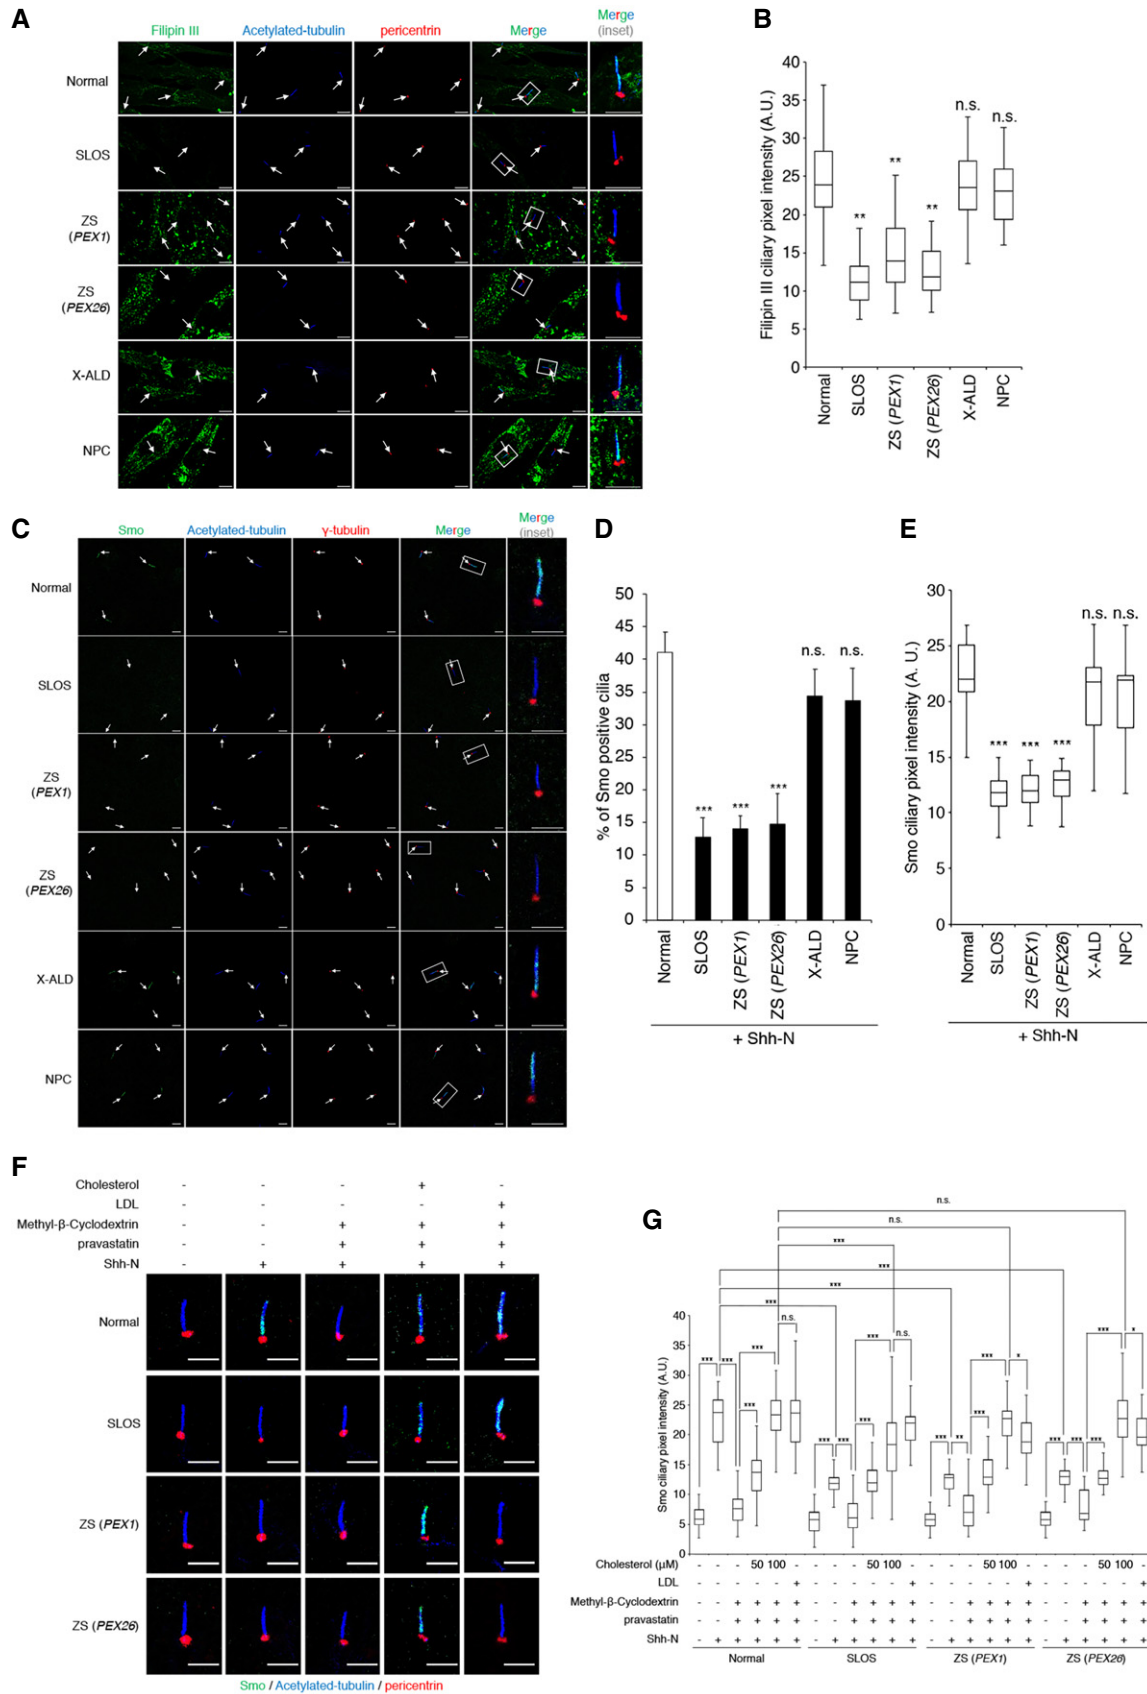 A
Filipin III Acetylated-tubulin pericentrin Merge Merge (inset)
Normal
SLOS
ZS
(PEX1)
ZS
(PEX26)
X-ALD
NPC
B
Filipin III ciliary pixel intensity (A.U.)
40
35
30
25
20
15
10
5
0
** ** ** n.s. n.s.
Normal
SLOS
ZS (PEX1)
ZS (PEX26)
X-ALD
NPC
C
Smo Acetylated-tubulin γ-tubulin Merge Merge (inset)
Normal
SLOS
ZS
(PEX1)
ZS
(PEX26)
X-ALD
NPC
D
% of Smo positive cilia
50
45
40
35
30
25
20
15
10
5
0
*** *** *** n.s. n.s.
Normal
SLOS
ZS (PEX1)
ZS (PEX26)
X-ALD
NPC
+ Shh-N
E
Smo ciliary pixel intensity (A. U.)
30
25
20
15
10
5
0
*** *** *** n.s. n.s.
Normal
SLOS
ZS (PEX1)
ZS (PEX26)
X-ALD
NPC
+ Shh-N
F
Cholesterol - - - + -
LDL - - - - +
Methyl-β-Cyclodextrin - - + + +
pravastatin - - + + +
Shh-N - + + + +
Normal
SLOS
ZS (PEX1)
ZS (PEX26)
Smo / Acetylated-tubulin / pericentrin
G
n.s.
n.s.
***
***
***
***
Smo ciliary pixel intensity (A.U.)
40
35
30
25
20
15
10
5
0
*** *** *** *** n.s.
*** *** *** *** n.s.
*** ** *** *** *
*** *** *** *** *
Cholesterol (μM) - - - 50 100 - - - - 50 100 - - - - 50 100 - - - - 50 100 -
LDL - - - - - + - - - - - + - - - - - + - - - - - +
Methyl-β-Cyclodextrin - - + + + + - - + + + + - - + + + + - - + + + +
pravastatin - - + + + + - - + + + + - - + + + + - - + + + +
Shh-N - + + + + + - + + + + + - + + + + + - + + + + +
Normal SLOS ZS (PEX1) ZS (PEX26)